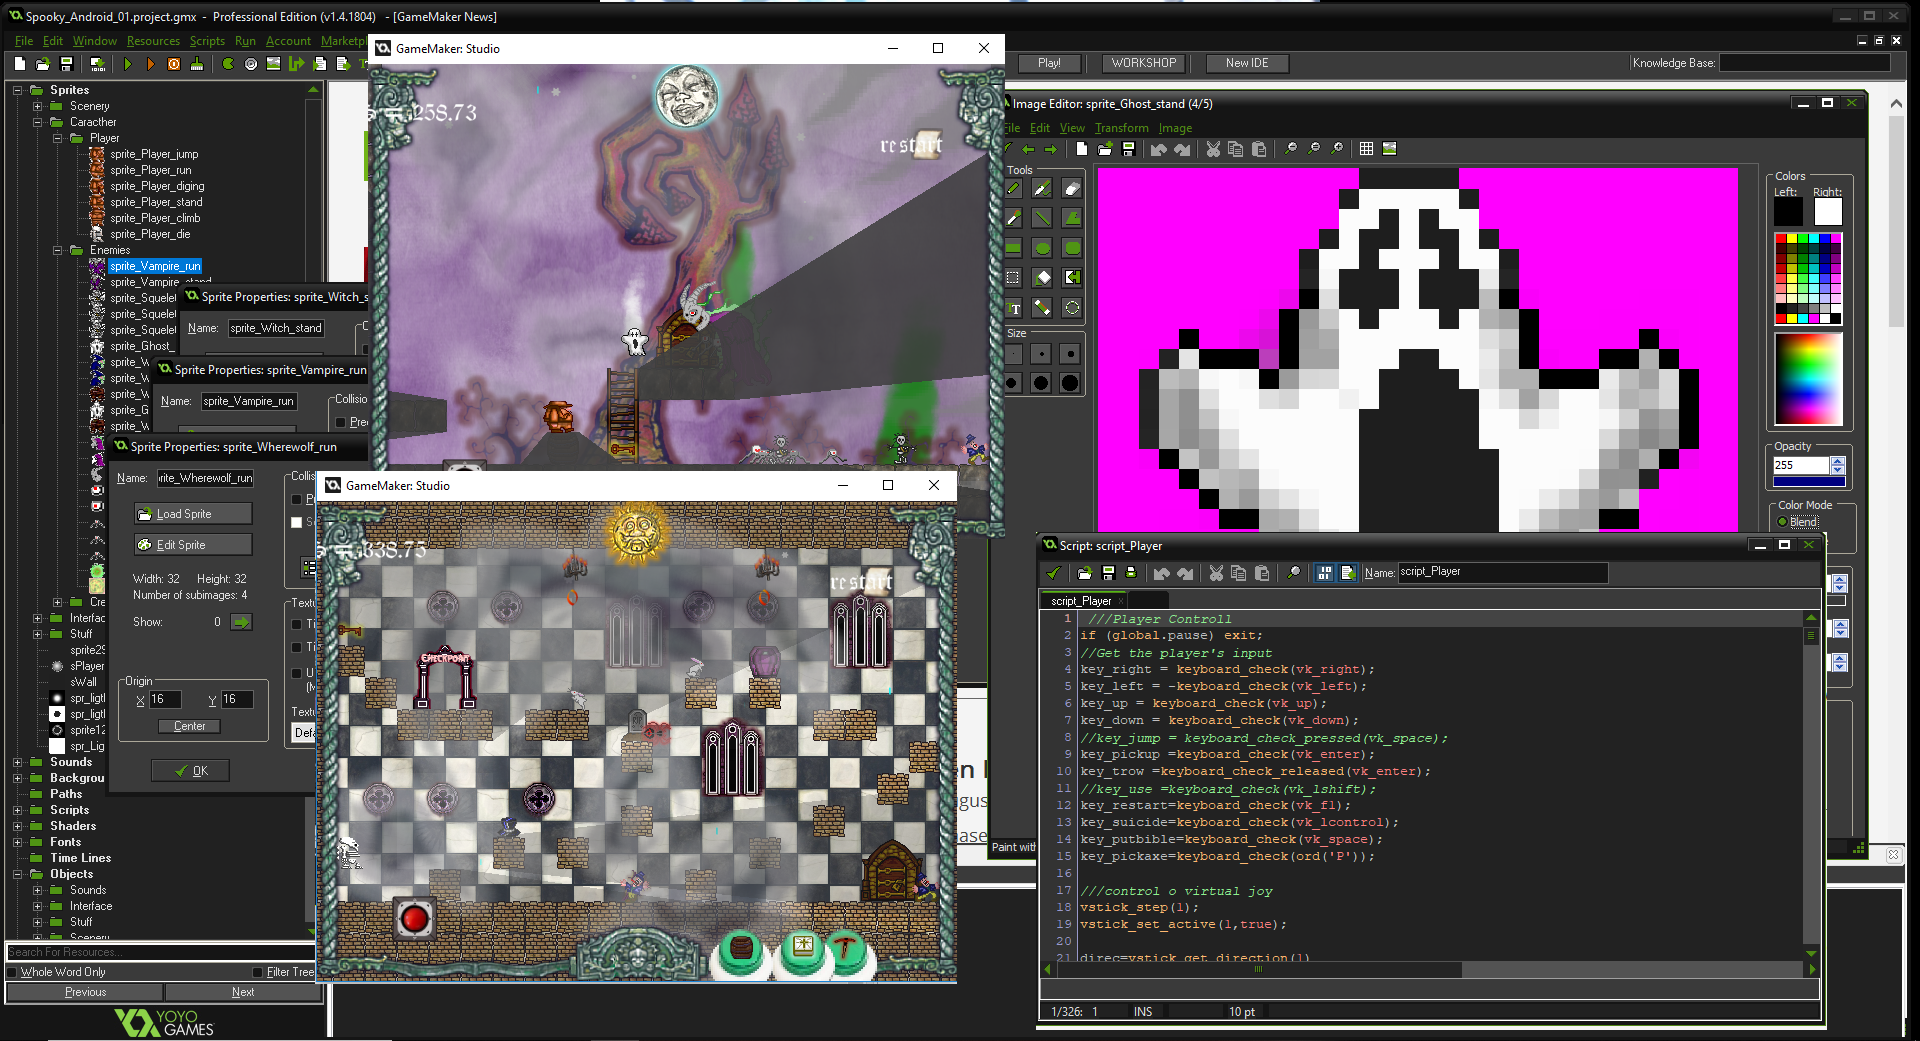 Spooky_Android_01.project.gmx - Professional Edition (v1.4.1804) - [GameMaker News]
File Edit Window Resources Scripts Run Account Marketpl
Play! WORKSHOP New IDE Knowledge Base:
Sprites
Scenery
Caracther
Player
sprite_Player_jump
sprite_Player_run
sprite_Player_diging
sprite_Player_stand
sprite_Player_climb
sprite_Player_die
Enemies
sprite_Vampire_run
sprite_Vampire_stand
sprite_Squelet
sprite_Squelet
sprite_Squelet
sprite_Ghost_
sprite_W
sprite_W
sprite_W
sprite_G
sprite_W
Cre
Interfac
Stuff
sprite29
sPlayer
sWall
spr_ligtl
spr_ligtl
sprite12
spr_Lig
Sounds
Backgrou
Paths
Scripts
Shaders
Fonts
Time Lines
Objects
Sounds
Interface
Stuff
Scenery
Search For Resources...
Whole Word Only Filter Tree
Previous Next
YOYO
GAMES
Sprite Properties: sprite_Witch_s
Name: sprite_Witch_stand
Sprite Properties: sprite_Vampire_run
Name: sprite_Vampire_run
Collisio
Prec
Sprite Properties: sprite_Wherewolf_run
Name: rite_Wherewolf_run
Collisio
Load Sprite
Edit Sprite
Width: 32 Height: 32
Number of subimages: 4
Show: 0
Origin
X 16 Y 16
Center
OK
Textu
Textu
Defa
GameMaker: Studio
258.73
restart
GameMaker: Studio
338.75
restart
CHECKPOINT
RIP
Image Editor: sprite_Ghost_stand (4/5)
File Edit View Transform Image
Tools
Size
Colors
Left: Right:
Opacity
255
Color Mode
Blend
Paint with
Script: script_Player
Name: script_Player
script_Player
1 ///Player Controll
2 if (global.pause) exit;
3 //Get the player's input
4 key_right = keyboard_check(vk_right);
5 key_left = -keyboard_check(vk_left);
6 key_up = keyboard_check(vk_up);
7 key_down = keyboard_check(vk_down);
8 //key_jump = keyboard_check_pressed(vk_space);
9 key_pickup =keyboard_check(vk_enter);
10 key_trow =keyboard_check_released(vk_enter);
11 //key_use =keyboard_check(vk_lshift);
12 key_restart=keyboard_check(vk_f1);
13 key_suicide=keyboard_check(vk_lcontrol);
14 key_putbible=keyboard_check(vk_space);
15 key_pickaxe=keyboard_check(ord('P'));
16
17 ///control o virtual joy
18 vstick_step(1);
19 vstick_set_active(1,true);
20
21 direc=vstick_get_direction(1)
1/326: 1 INS 10 pt